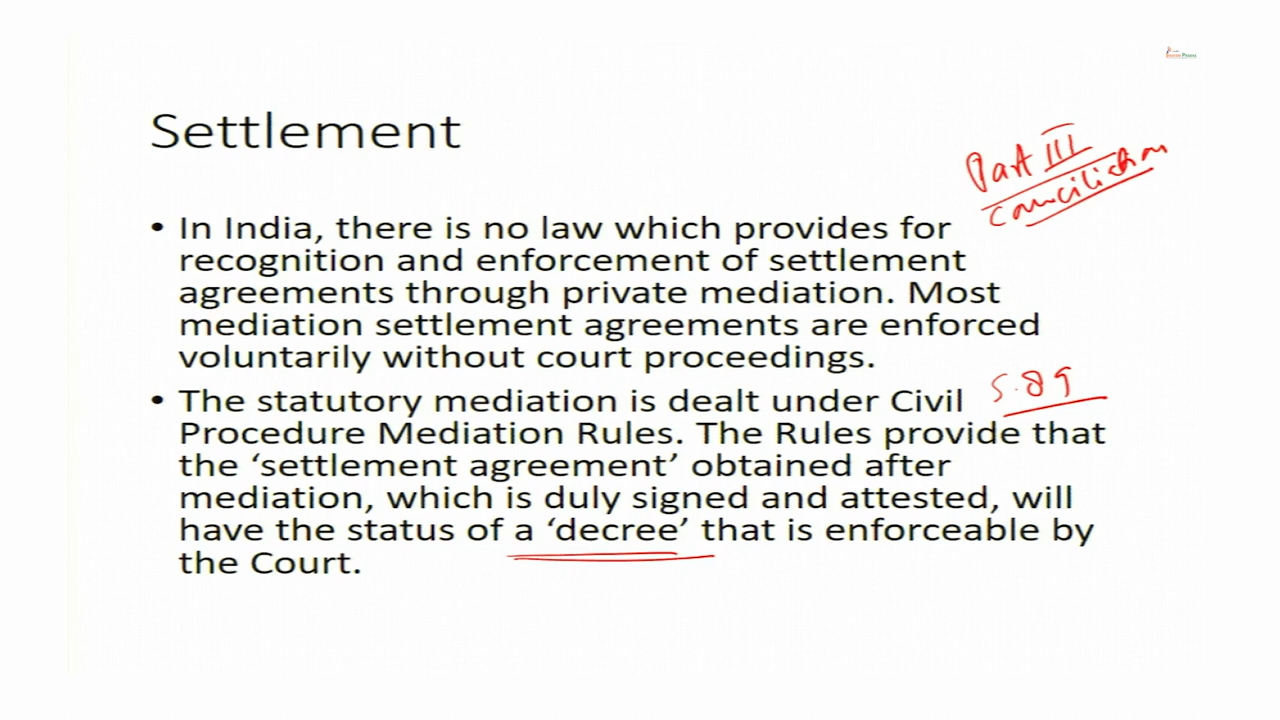 Settlement
Part III
Conciliation
• In India, there is no law which provides for
recognition and enforcement of settlement
agreements through private mediation. Most
mediation settlement agreements are enforced
voluntarily without court proceedings.
• The statutory mediation is dealt under Civil
S.89
Procedure Mediation Rules. The Rules provide that
the ‘settlement agreement’ obtained after
mediation, which is duly signed and attested, will
have the status of a ‘decree’ that is enforceable by
the Court.